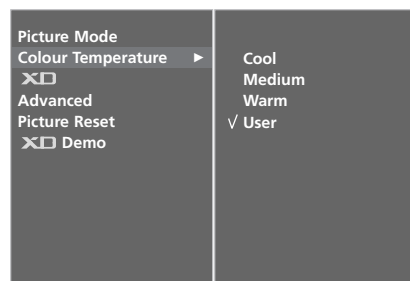 Picture Mode
Colour Temperature ►
XD
Advanced
Picture Reset
XD Demo
Cool
Medium
Warm
√ User